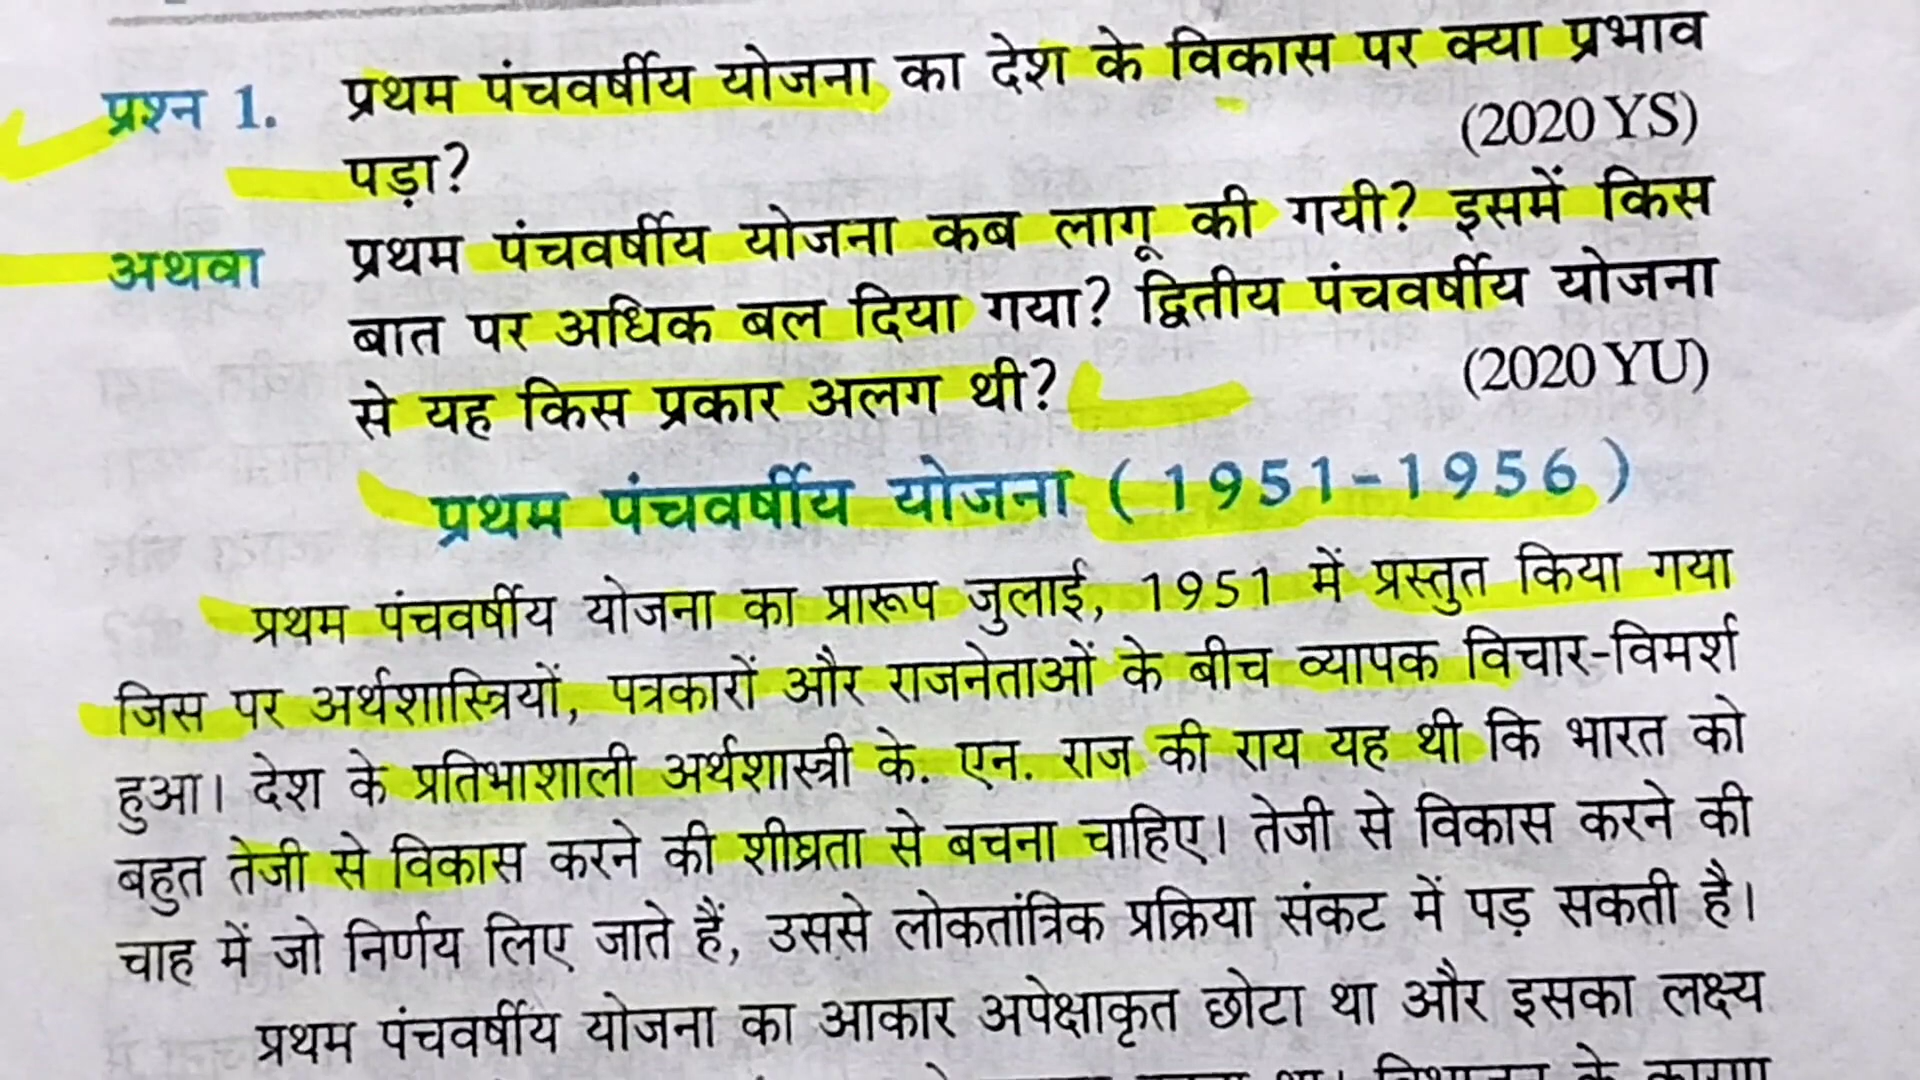 प्रश्न 1. प्रथम पंचवर्षीय योजना का देश के विकास पर क्या प्रभाव
पड़ा? (2020 YS)
अथवा प्रथम पंचवर्षीय योजना कब लागू की गयी? इसमें किस
बात पर अधिक बल दिया गया? द्वितीय पंचवर्षीय योजना
से यह किस प्रकार अलग थी? (2020 YU)
प्रथम पंचवर्षीय योजना (1951-1956)
प्रथम पंचवर्षीय योजना का प्रारूप जुलाई, 1951 में प्रस्तुत किया गया
जिस पर अर्थशास्त्रियों, पत्रकारों और राजनेताओं के बीच व्यापक विचार-विमर्श
हुआ। देश के प्रतिभाशाली अर्थशास्त्री के. एन. राज की राय यह थी कि भारत को
बहुत तेजी से विकास करने की शीघ्रता से बचना चाहिए। तेजी से विकास करने की
चाह में जो निर्णय लिए जाते हैं, उससे लोकतांत्रिक प्रक्रिया संकट में पड़ सकती है।
प्रथम पंचवर्षीय योजना का आकार अपेक्षाकृत छोटा था और इसका लक्ष्य
था। विभाजन के कारण